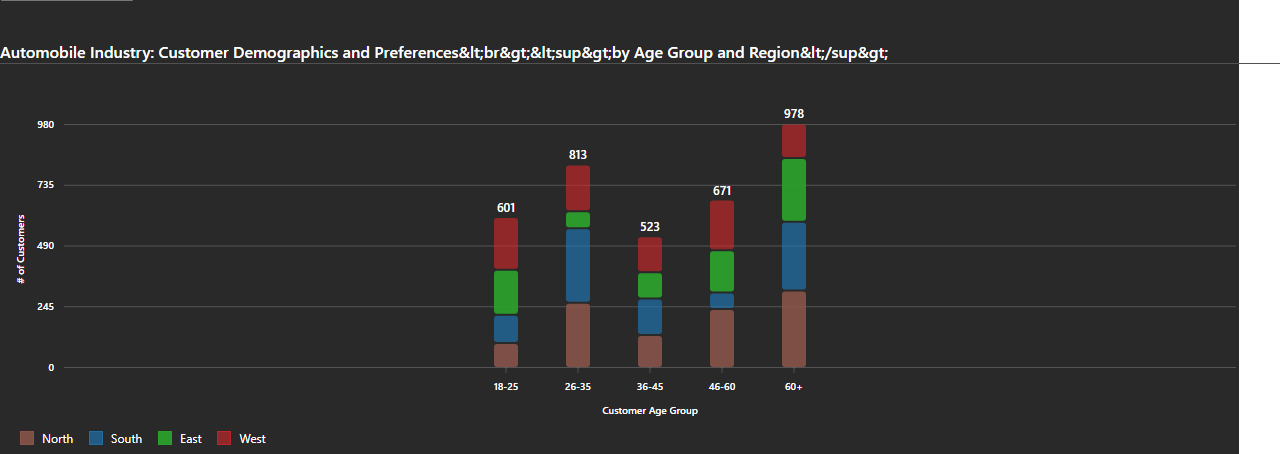 Automobile Industry: Customer Demographics and Preferences&lt;br&gt;&lt;sup&gt;by Age Group and Region&lt;/sup&gt;
978
980
813
735
671
601
523
490
245
0
# of Customers
18-25 26-35 36-45 46-60 60+
Customer Age Group
North South East West